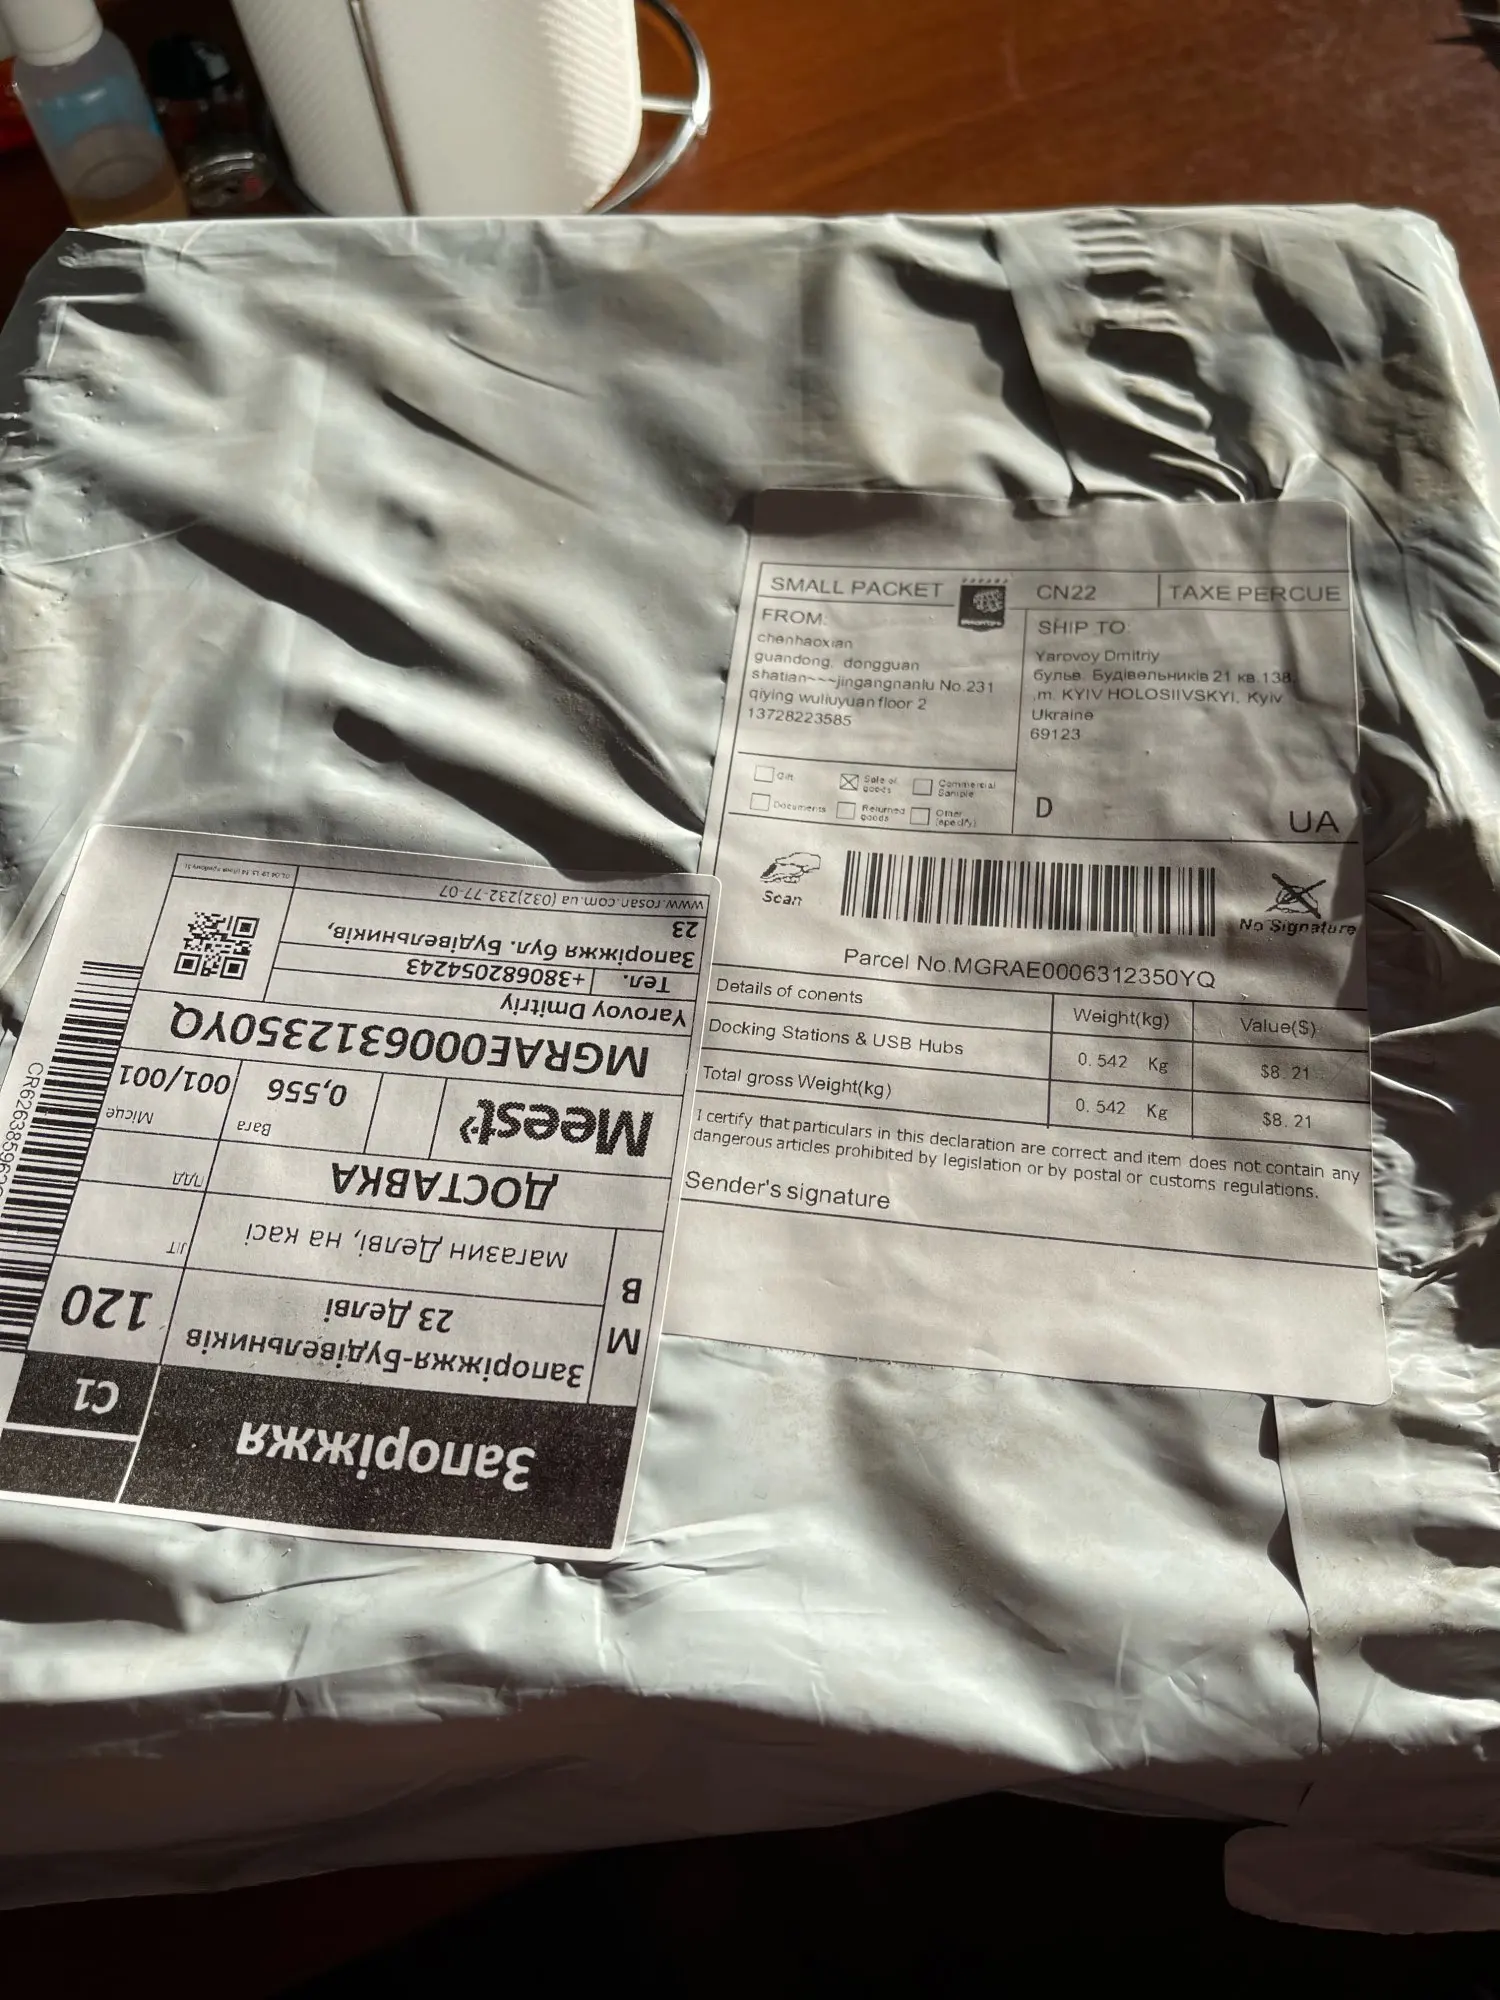 SMALL PACKET
CN22
TAXE PERCUE
FROM:
chenhaoxian
guandong, dongguan
shatian~~~jingangnanlu No.231
qiying wuliuyuan floor 2
13728223585
SHIP TO:
Yarovoy Dmitriy
бульв. Будівельників 21 кв.138,
,m. KYIV HOLOSIIVSKYI, Kyiv
Ukraine
69123
Gift
Sale of goods
Commercial Sample
Documents
Returned goods
Other (specify)
D
UA
Scan
No Signature
Parcel No.MGRAE0006312350YQ
Details of conents
Weight(kg)
Value($)
Docking Stations & USB Hubs
0. 542 Kg
$8. 21
Total gross Weight(kg)
0. 542 Kg
$8. 21
I certify that particulars in this declaration are correct and item does not contain any
dangerous articles prohibited by legislation or by postal or customs regulations.
Sender's signature
Запоріжжя
С1
М
Запоріжжя-Будівельників
23 Делві
120
В
магазин Делві, на касі
ЛІТ
ДОСТАВКА
ПДД
Meest
Вага
0,556
Місце
001/001
MGRAE0006312350YQ
Yarovoy Dmitriy
Тел.
+380682054243
Запоріжжя бул. Будівельників,
23
www.rosan.com.ua (032)232-77-07